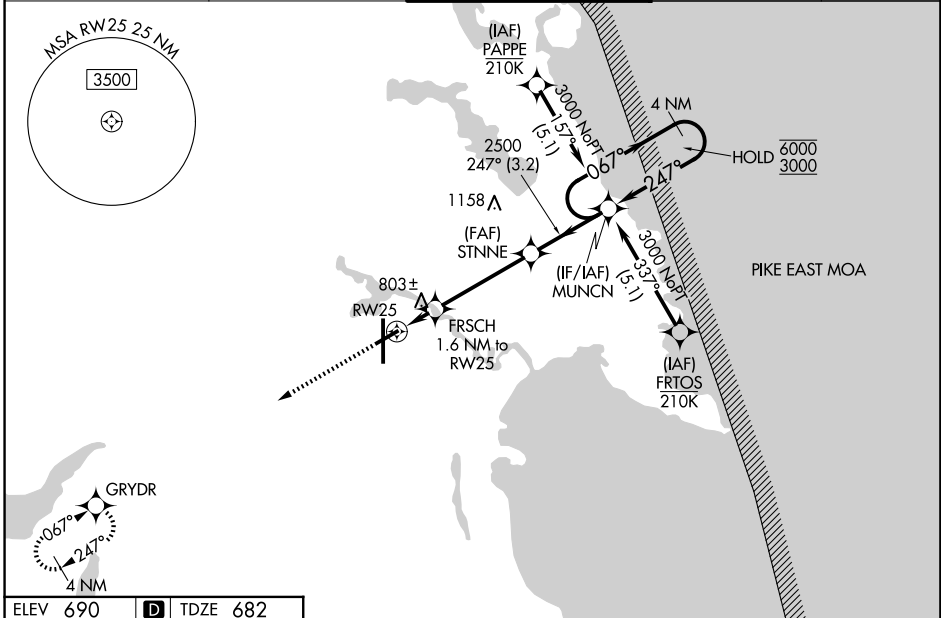 MSA RW25 25 NM
3500
(IAF)
PAPPE
210K
3000 NoPT
157°
(5.1)
4 NM
2500
247° (3.2)
067°
247°
HOLD
6000
3000
1158
(FAF)
STNNE
(IF/IAF)
MUNCN
3000 NoPT
337°
(5.1)
PIKE EAST MOA
803±
RW25
FRSCH
1.6 NM to
RW25
(IAF)
FRTOS
210K
GRYDR
067°
247°
4 NM
ELEV 690 D TDZE 682